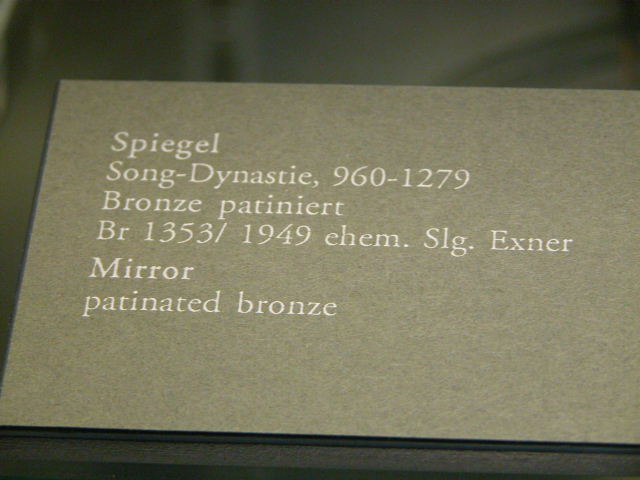 Spiegel
Song-Dynastie, 960-1279
Bronze patiniert
Br 1353/ 1949 ehem. Slg. Exner
Mirror
patinated bronze